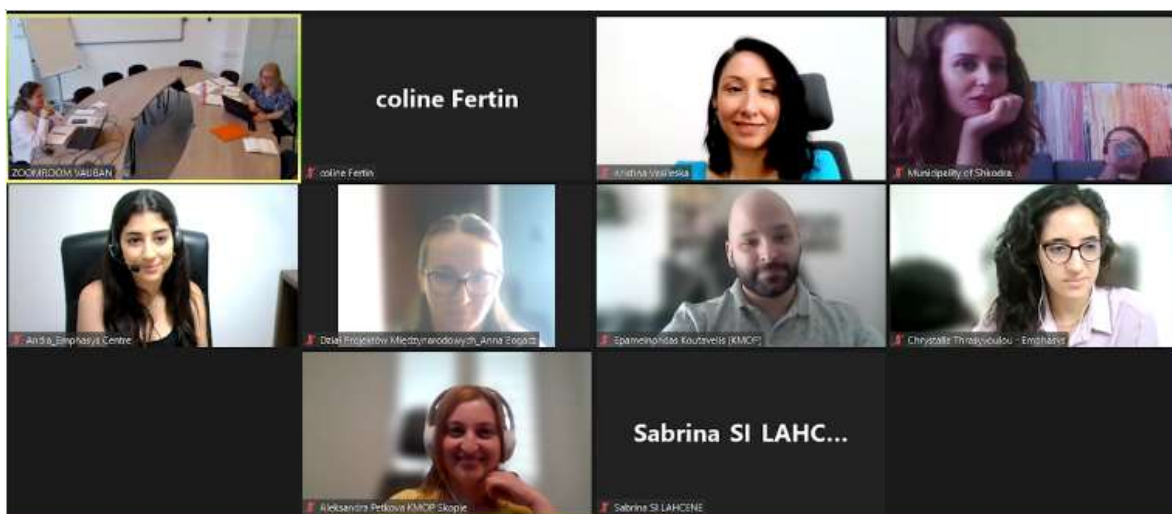 ZOOMROOM VAUBAN
coline Fertin
coline Fertin
Kristina Vasileska
Municipality of Shkodra
Andia_Emphasys Centre
Dział Projektów Międzynarodowych_Anna Bogacz
Epameinondas Koutavelis (KMOP)
Chrystalla Thrasyvoulou - Emphasys
Aleksandra Petkova KMOP Skopje
Sabrina SI LAHC...
Sabrina SI LAHCENE